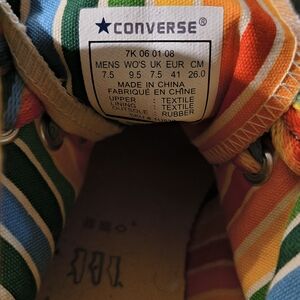 ★CONVERSE®
7K 06 01 08
MENS WO'S UK EUR CM
7.5 9.5 7.5 41 26.0
MADE IN CHINA
FABRIQUÉ EN CHINE
UPPER : TEXTILE
LINING : TEXTILE
OUTSOLE : RUBBER